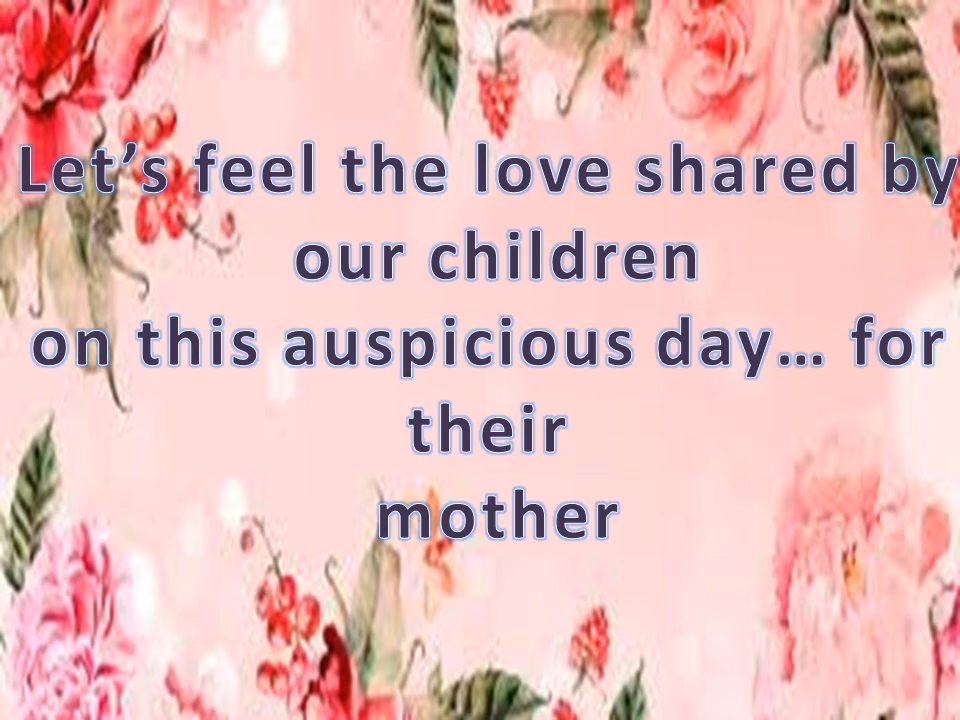 Let’s feel the love shared by
our children
on this auspicious day… for
their
mother